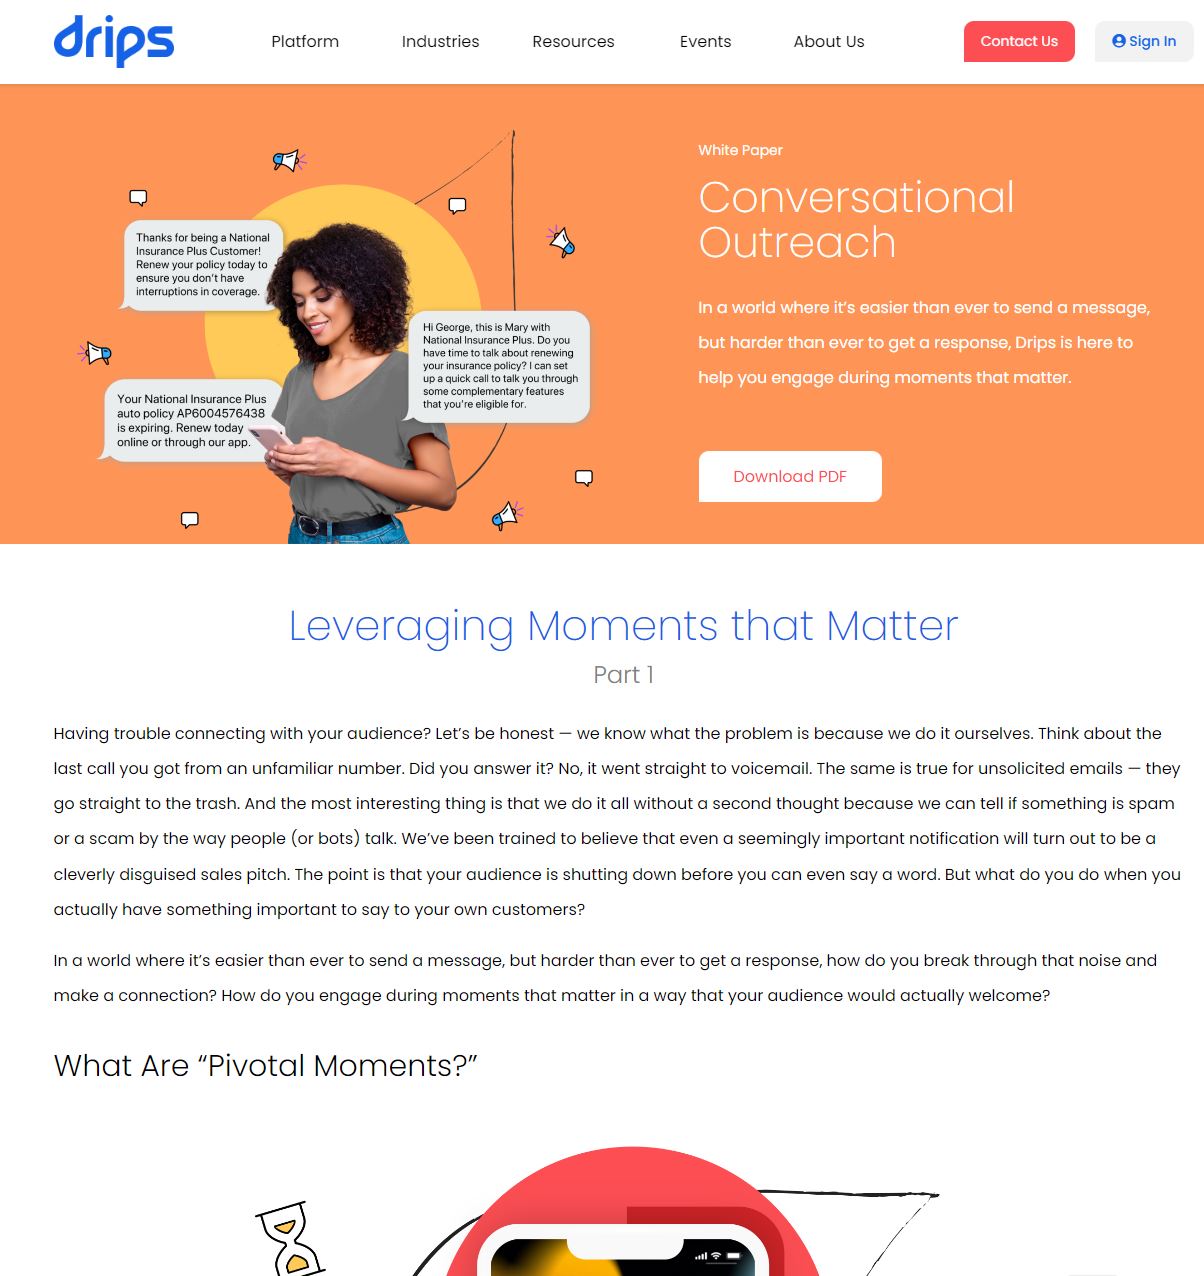 drips
Platform
Industries
Resources
Events
About Us
Contact Us
Sign In
Thanks for being a National
Insurance Plus Customer!
Renew your policy today to
ensure you don't have
interruptions in coverage.
Hi George, this is Mary with
National Insurance Plus. Do you
have time to talk about renewing
your insurance policy? I can set
up a quick call to talk you through
some complementary features
that you're eligible for.
Your National Insurance Plus
auto policy AP6004576438
is expiring. Renew today
online or through our app.
White Paper
Conversational
Outreach
In a world where it's easier than ever to send a message,
but harder than ever to get a response, Drips is here to
help you engage during moments that matter.
Download PDF
Leveraging Moments that Matter
Part 1
Having trouble connecting with your audience? Let's be honest — we know what the problem is because we do it ourselves. Think about the
last call you got from an unfamiliar number. Did you answer it? No, it went straight to voicemail. The same is true for unsolicited emails — they
go straight to the trash. And the most interesting thing is that we do it all without a second thought because we can tell if something is spam
or a scam by the way people (or bots) talk. We've been trained to believe that even a seemingly important notification will turn out to be a
cleverly disguised sales pitch. The point is that your audience is shutting down before you can even say a word. But what do you do when you
actually have something important to say to your own customers?
In a world where it's easier than ever to send a message, but harder than ever to get a response, how do you break through that noise and
make a connection? How do you engage during moments that matter in a way that your audience would actually welcome?
What Are “Pivotal Moments?”